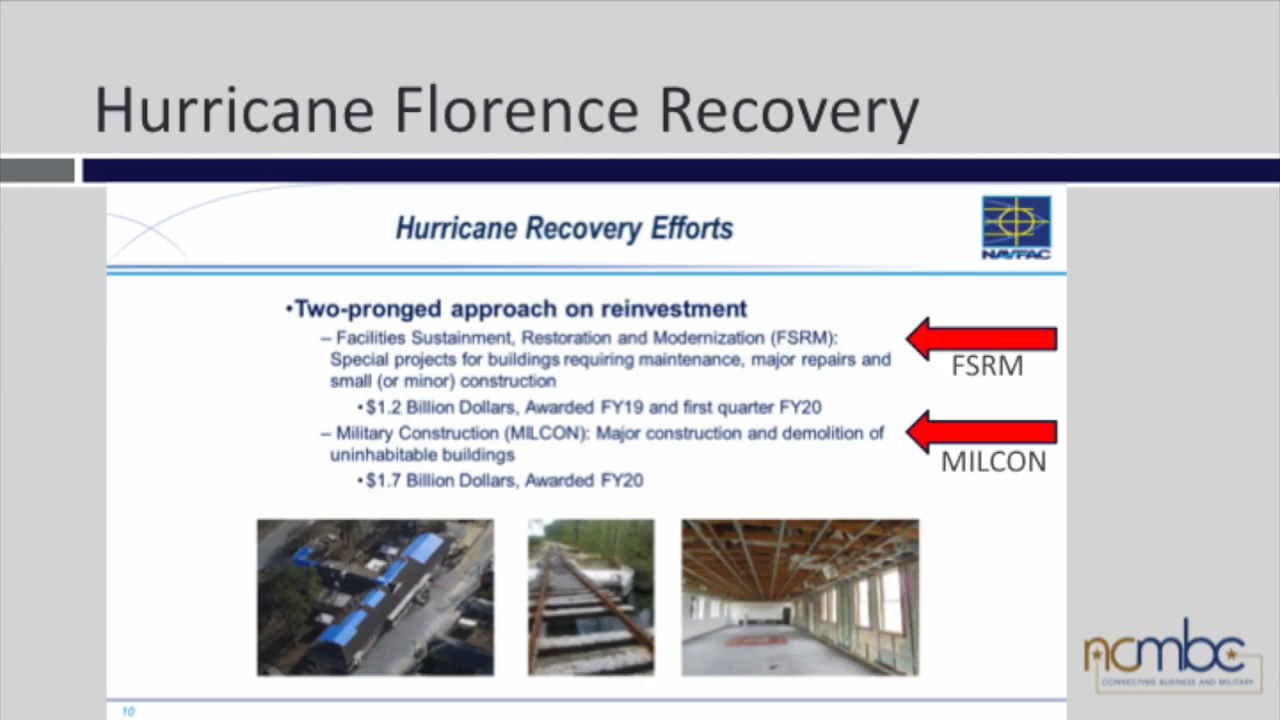 Hurricane Florence Recovery
Hurricane Recovery Efforts
NAVFAC
•Two-pronged approach on reinvestment
– Facilities Sustainment, Restoration and Modernization (FSRM):
Special projects for buildings requiring maintenance, major repairs and
small (or minor) construction
•$1.2 Billion Dollars, Awarded FY19 and first quarter FY20
– Military Construction (MILCON): Major construction and demolition of
uninhabitable buildings
•$1.7 Billion Dollars, Awarded FY20
FSRM
MILCON
ncmbc
CONNECTING BUSINESS AND MILITARY
10